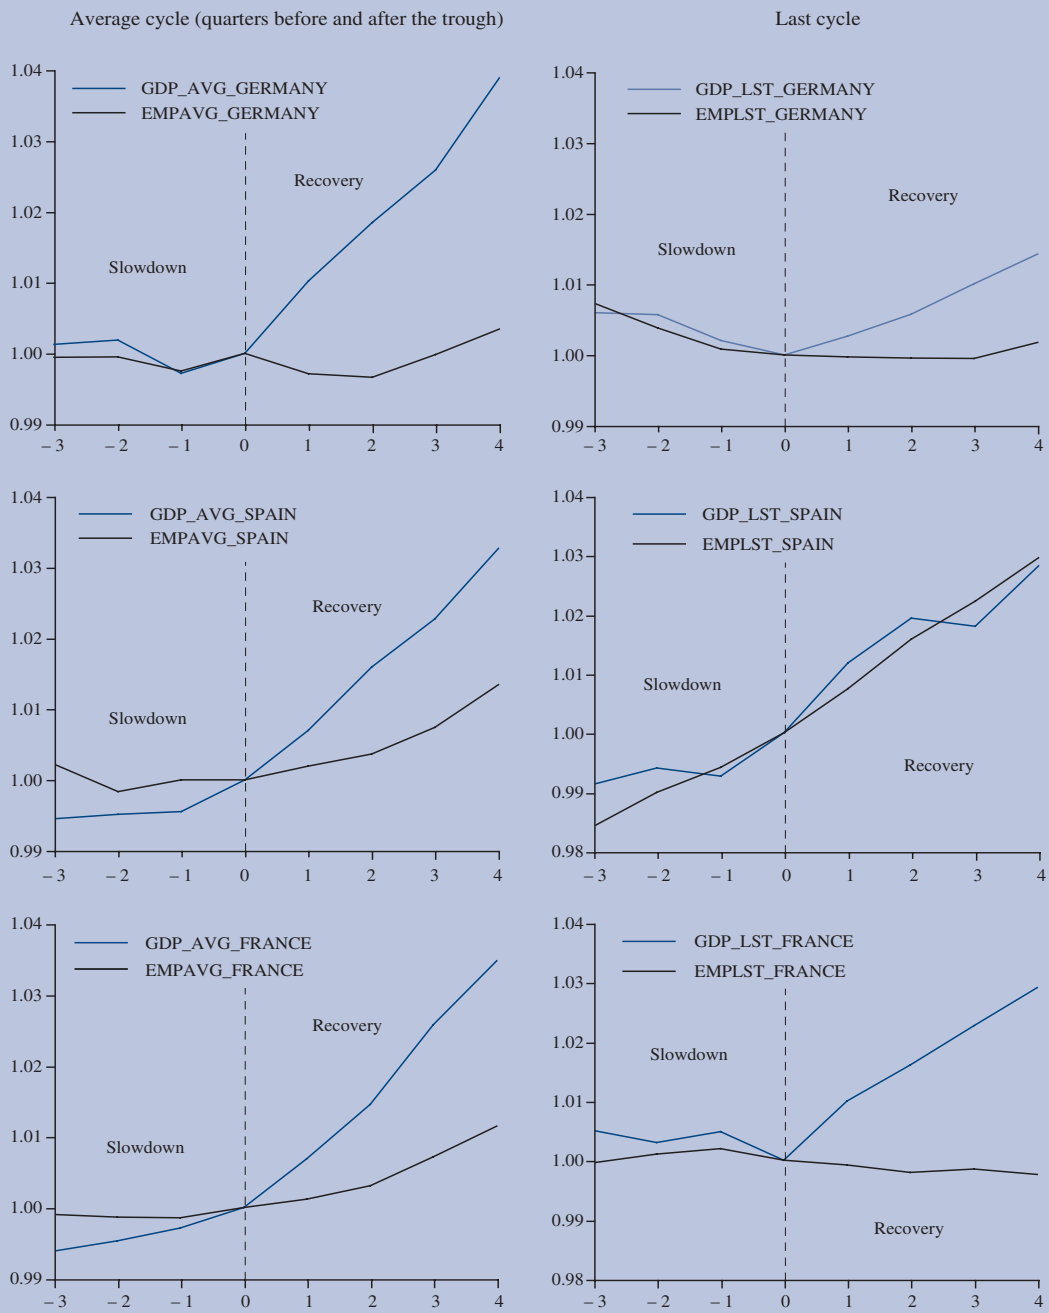 Average cycle (quarters before and after the trough)
Last cycle
1.04
1.03
1.02
1.01
1.00
0.99
GDP_AVG_GERMANY
EMPAVG_GERMANY
Recovery
Slowdown
– 3 – 2 – 1 0 1 2 3 4
1.04
1.03
1.02
1.01
1.00
0.99
GDP_LST_GERMANY
EMPLST_GERMANY
Recovery
Slowdown
– 3 – 2 – 1 0 1 2 3 4
1.04
1.03
1.02
1.01
1.00
0.99
GDP_AVG_SPAIN
EMPAVG_SPAIN
Recovery
Slowdown
– 3 – 2 – 1 0 1 2 3 4
1.04
1.03
1.02
1.01
1.00
0.99
0.98
GDP_LST_SPAIN
EMPLST_SPAIN
Slowdown
Recovery
– 3 – 2 – 1 0 1 2 3 4
1.04
1.03
1.02
1.01
1.00
0.99
GDP_AVG_FRANCE
EMPAVG_FRANCE
Recovery
Slowdown
– 3 – 2 – 1 0 1 2 3 4
1.04
1.03
1.02
1.01
1.00
0.99
0.98
GDP_LST_FRANCE
EMPLST_FRANCE
Slowdown
Recovery
– 3 – 2 – 1 0 1 2 3 4